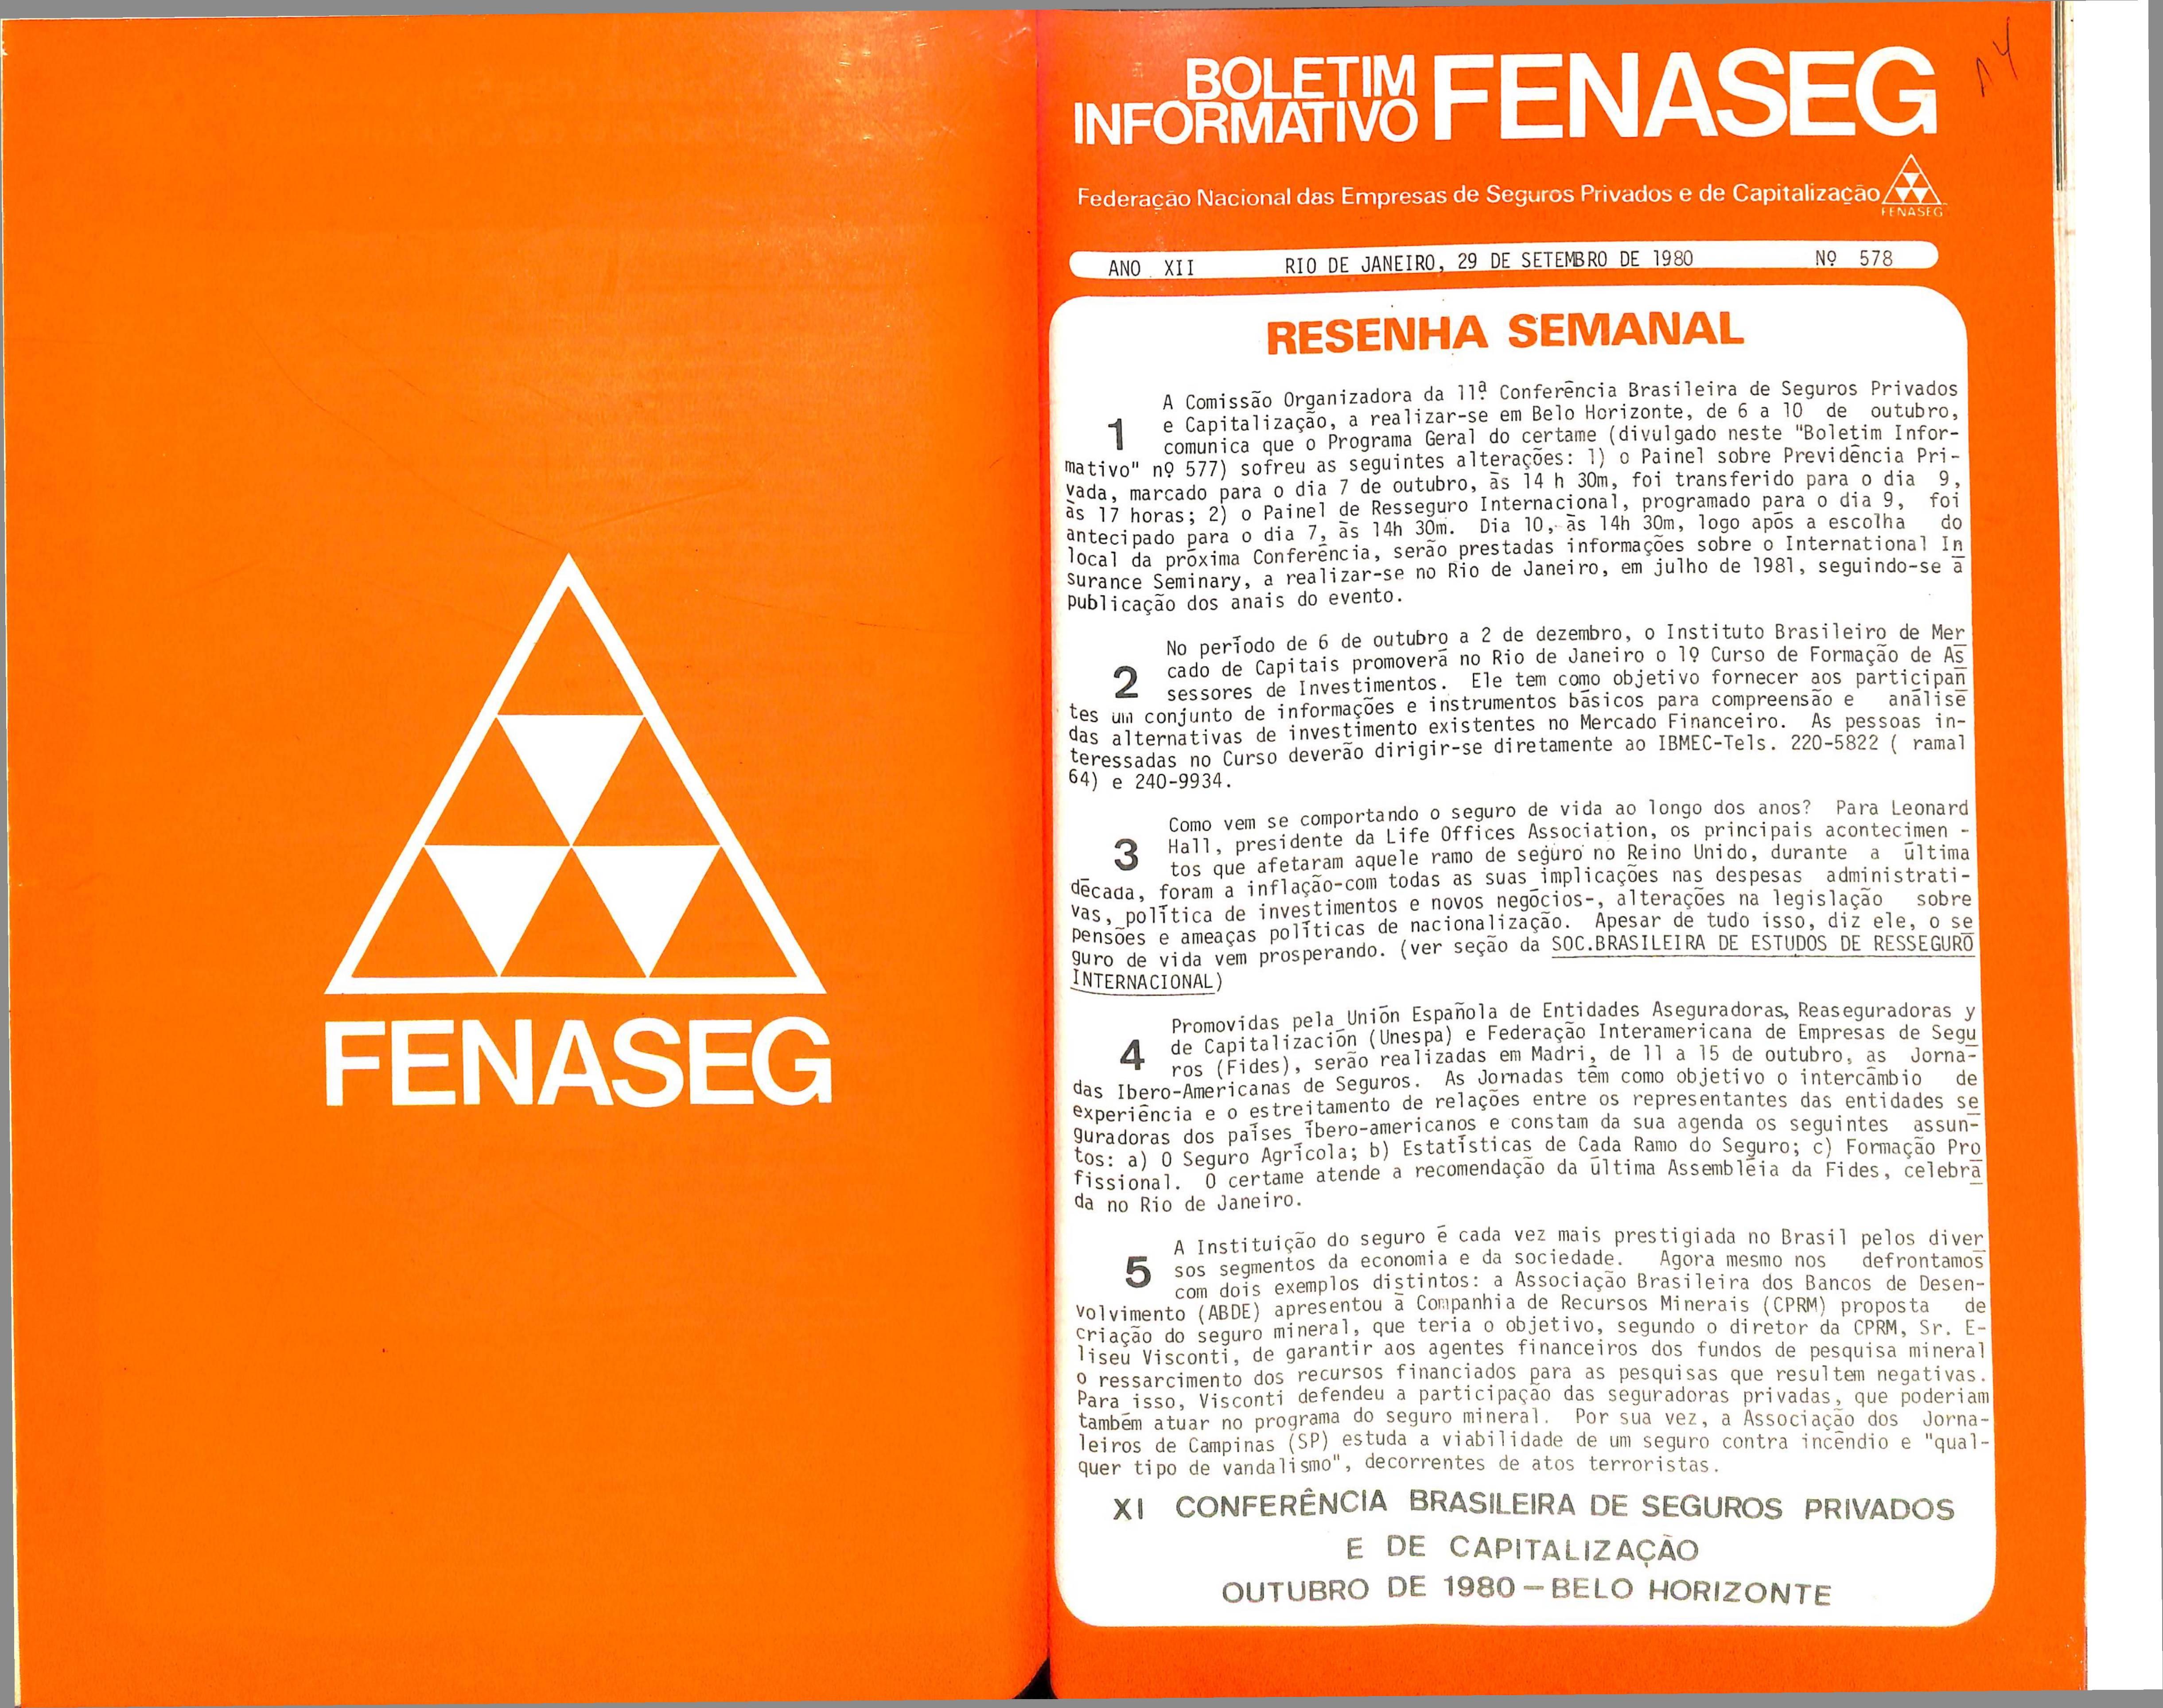 FENASEG
BOLETIM
INFORMATIVO FENASEG
Federação Nacional das Empresas de Seguros Privados e de Capitalização
FENASEG
ANO XII RIO DE JANEIRO, 29 DE SETEMBRO DE 1980 Nº 578
RESENHA SEMANAL
1
A Comissão Organizadora da 11ª Conferência Brasileira de Seguros Privados
e Capitalização, a realizar-se em Belo Horizonte, de 6 a 10 de outubro,
comunica que o Programa Geral do certame (divulgado neste "Boletim Infor-
mativo" nº 577) sofreu as seguintes alterações: 1) o Painel sobre Previdência Pri-
vada, marcado para o dia 7 de outubro, às 14 h 30m, foi transferido para o dia 9,
às 17 horas; 2) o Painel de Resseguro Internacional, programado para o dia 9, foi
antecipado para o dia 7, às 14h 30m. Dia 10, às 14h 30m, logo após a escolha do
local da próxima Conferência, serão prestadas informações sobre o International In
surance Seminary, a realizar-se no Rio de Janeiro, em julho de 1981, seguindo-se a
publicação dos anais do evento.
2
No período de 6 de outubro a 2 de dezembro, o Instituto Brasileiro de Mer
cado de Capitais promoverá no Rio de Janeiro o 1º Curso de Formação de As
sessores de Investimentos. Ele tem como objetivo fornecer aos participan
tes um conjunto de informações e instrumentos básicos para compreensão e análise
das alternativas de investimento existentes no Mercado Financeiro. As pessoas in-
teressadas no Curso deverão dirigir-se diretamente ao IBMEC-Tels. 220-5822 ( ramal
64) e 240-9934.
3
Como vem se comportando o seguro de vida ao longo dos anos? Para Leonard
Hall, presidente da Life Offices Association, os principais acontecimen -
tos que afetaram aquele ramo de seguro no Reino Unido, durante a última
década, foram a inflação-com todas as suas implicações nas despesas administrati-
vas, política de investimentos e novos negócios-, alterações na legislação sobre
pensões e ameaças políticas de nacionalização. Apesar de tudo isso, diz ele, o se
guro de vida vem prosperando. (ver seção da SOC.BRASILEIRA DE ESTUDOS DE RESSEGURO
INTERNACIONAL)
4
Promovidas pela Unión Española de Entidades Aseguradoras, Reaseguradoras y
de Capitalización (Unespa) e Federação Interamericana de Empresas de Segu
ros (Fides), serão realizadas em Madri, de 11 a 15 de outubro, as Jorna-
das Ibero-Americanas de Seguros. As Jornadas têm como objetivo o intercâmbio de
experiência e o estreitamento de relações entre os representantes das entidades se
guradoras dos países íbero-americanos e constam da sua agenda os seguintes assun-
tos: a) O Seguro Agrícola; b) Estatísticas de Cada Ramo do Seguro; c) Formação Pro
fissional. O certame atende a recomendação da última Assembléia da Fides, celebra
da no Rio de Janeiro.
5
A Instituição do seguro é cada vez mais prestigiada no Brasil pelos diver
sos segmentos da economia e da sociedade. Agora mesmo nos defrontamos
com dois exemplos distintos: a Associação Brasileira dos Bancos de Desen-
volvimento (ABDE) apresentou à Companhia de Recursos Minerais (CPRM) proposta de
criação do seguro mineral, que teria o objetivo, segundo o diretor da CPRM, Sr. E-
liseu Visconti, de garantir aos agentes financeiros dos fundos de pesquisa mineral
o ressarcimento dos recursos financiados para as pesquisas que resultem negativas.
Para isso, Visconti defendeu a participação das seguradoras privadas, que poderiam
também atuar no programa do seguro mineral. Por sua vez, a Associação dos Jorna-
leiros de Campinas (SP) estuda a viabilidade de um seguro contra incêndio e "qual-
quer tipo de vandalismo", decorrentes de atos terroristas.
XI CONFERÊNCIA BRASILEIRA DE SEGUROS PRIVADOS
E DE CAPITALIZAÇÃO
OUTUBRO DE 1980 — BELO HORIZONTE